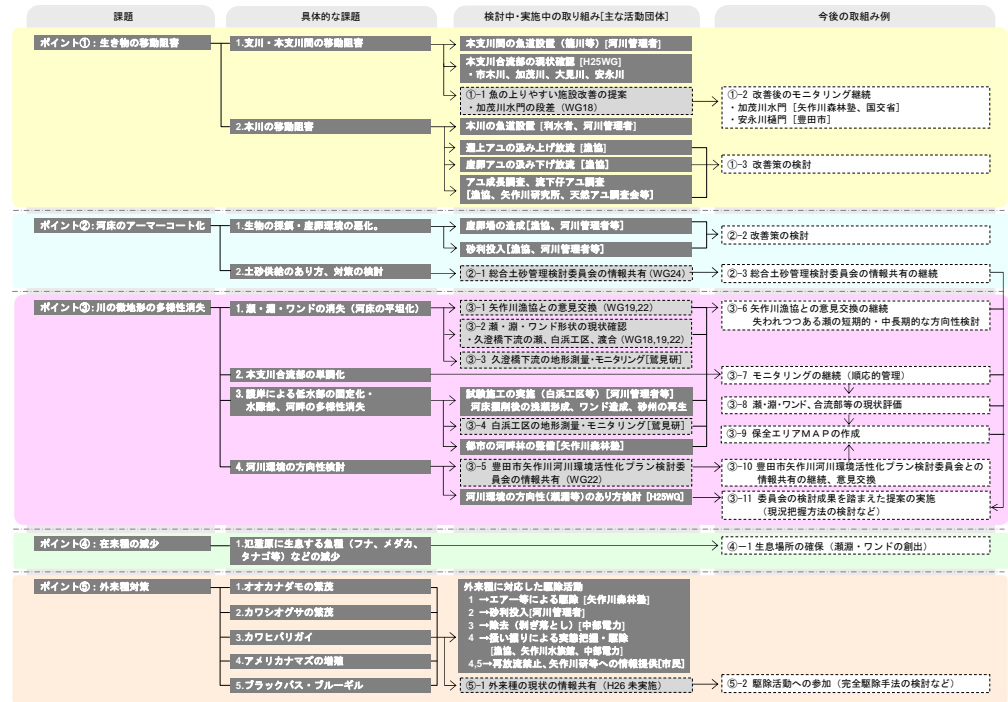 課題
具体的な課題
検討中・実施中の取り組み[主な活動団体]
今後の取組み例
ポイント①：生き物の移動阻害
1.支川・本支川間の移動阻害
本支川間の魚道設置（籠川等）[河川管理者]
本支川合流部の現状確認 [H25WG]
・市木川、加茂川、大見川、安永川
①-1 魚の上りやすい施設改善の提案
・加茂川水門の段差（WG18）
①-2 改善後のモニタリング継続
・加茂川水門［矢作川森林塾、国交省］
・安永川樋門［豊田市］
2.本川の移動阻害
本川の魚道設置 [利水者、河川管理者]
遡上アユの汲み上げ放流 [漁協]
産卵アユの汲み下げ放流 [漁協]
アユ成長調査、流下仔アユ調査
[漁協、矢作川研究所、天然アユ調査会等]
①-3 改善策の検討
ポイント②：河床のアーマーコート化
1.生物の採餌・産卵環境の悪化。
産卵場の造成[漁協、河川管理者等]
砂利投入[漁協、河川管理者等]
②-2 改善策の検討
2.土砂供給のあり方、対策の検討
②-1 総合土砂管理検討委員会の情報共有(WG24)
②-3 総合土砂管理検討委員会の情報共有の継続
ポイント③：川の微地形の多様性消失
1. 瀬・淵・ワンドの消失（河床の平坦化）
③-1 矢作川漁協との意見交換（WG19,22）
③-2 瀬・淵・ワンド形状の現状確認
・久澄橋下流の瀬、白浜工区、渡合（WG18,19,22）
③-3 久澄橋下流の地形測量・モニタリング[鷲見研]
③-6 矢作川漁協との意見交換の継続
失われつつある瀬の短期的・中長期的な方向性検討
2. 本支川合流部の単調化
③-7 モニタリングの継続（順応的管理）
3. 護岸による低水部の固定化・
水際部、河畔の多様性消失
試験施工の実施（白浜工区等）[河川管理者等]
河床掘削後の浅瀬形成、ワンド造成、砂州の再生
③-4 白浜工区の地形測量・モニタリング[鷲見研]
都市の河畔林の整備[矢作川森林塾]
③-8 瀬・淵・ワンド、合流部等の現状評価
③-9 保全エリアＭＡＰの作成
4. 河川環境の方向性検討
③-5 豊田市矢作川河川環境活性化プラン検討委
員会の情報共有（WG22）
河川環境の方向性（瀬淵等）のあり方検討 [H25WG]
③-10 豊田市矢作川河川環境活性化プラン検討委員会との
情報共有の継続、意見交換
③-11 委員会の検討成果を踏まえた提案の実施
（現況把握方法の検討など）
ポイント④：在来種の減少
1.氾濫原に生息する魚種（フナ、メダカ、
タナゴ等）などの減少
④－1 生息場所の確保（瀬淵・ワンドの創出）
ポイント⑤：外来種対策
1.オオカナダモの繁茂
2.カワシオグサの繁茂
3.カワヒバリガイ
4.アメリカナマズの増殖
5.ブラックバス・ブルーギル
外来種に対応した駆除活動
1 →エアー等による駆除 [矢作川森林塾]
2 →砂利投入[河川管理者]
3 →除去（剥ぎ落とし）[中部電力]
4 →張い掴りによる実態把握・駆除
[漁協、矢作川水族館、中部電力]
4,5→再放流禁止、矢作川研等への情報提供[市民]
⑤-1 外来種の現状の情報共有（H26 未実施）
⑤-2 駆除活動への参加（完全駆除手法の検討など）